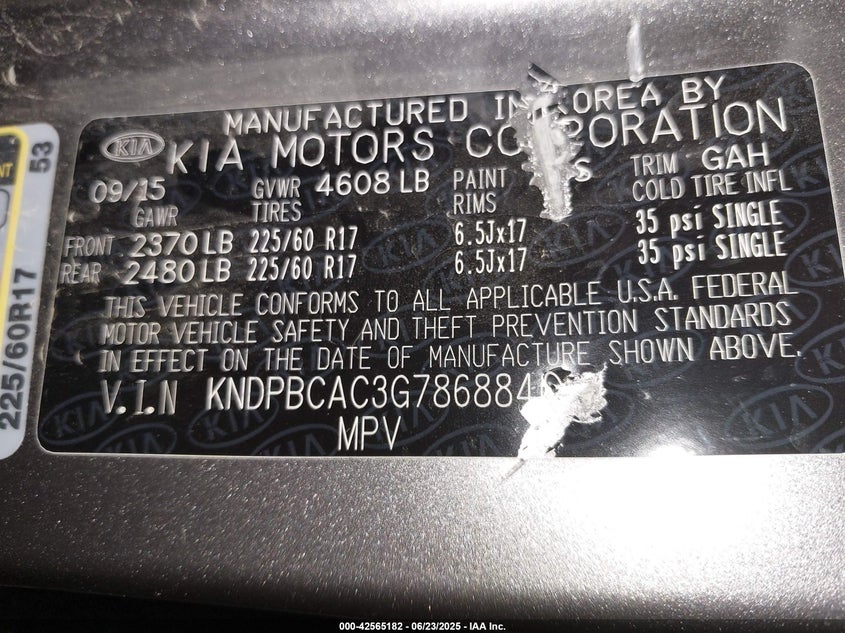 MANUFACTURED IN KOREA BY
KIA
KIA MOTORS CORPORATION
09/15 GVWR 4608 LB PAINT TRIM GAH
GAWR TIRES RIMS COLD TIRE INFL
FRONT 2370 LB 225/60 R17 6.5Jx17 35 psi SINGLE
REAR 2480 LB 225/60 R17 6.5Jx17 35 psi SINGLE
THIS VEHICLE CONFORMS TO ALL APPLICABLE U.S.A. FEDERAL
MOTOR VEHICLE SAFETY AND THEFT PREVENTION STANDARDS
IN EFFECT ON THE DATE OF MANUFACTURE SHOWN ABOVE.
V.I.N KNDPBCAC3G7868841
MPV
53
225/60R17
000-42565182 - 06/23/2025 - IAA Inc.